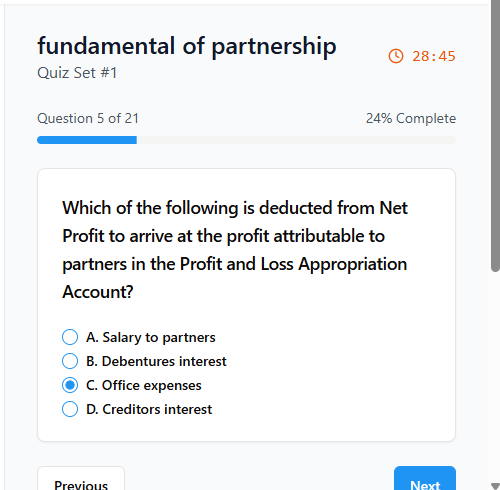 fundamental of partnership
28:45
Quiz Set #1
Question 5 of 21
24% Complete
Which of the following is deducted from Net
Profit to arrive at the profit attributable to
partners in the Profit and Loss Appropriation
Account?
A. Salary to partners
B. Debentures interest
C. Office expenses
D. Creditors interest
Previous
Next